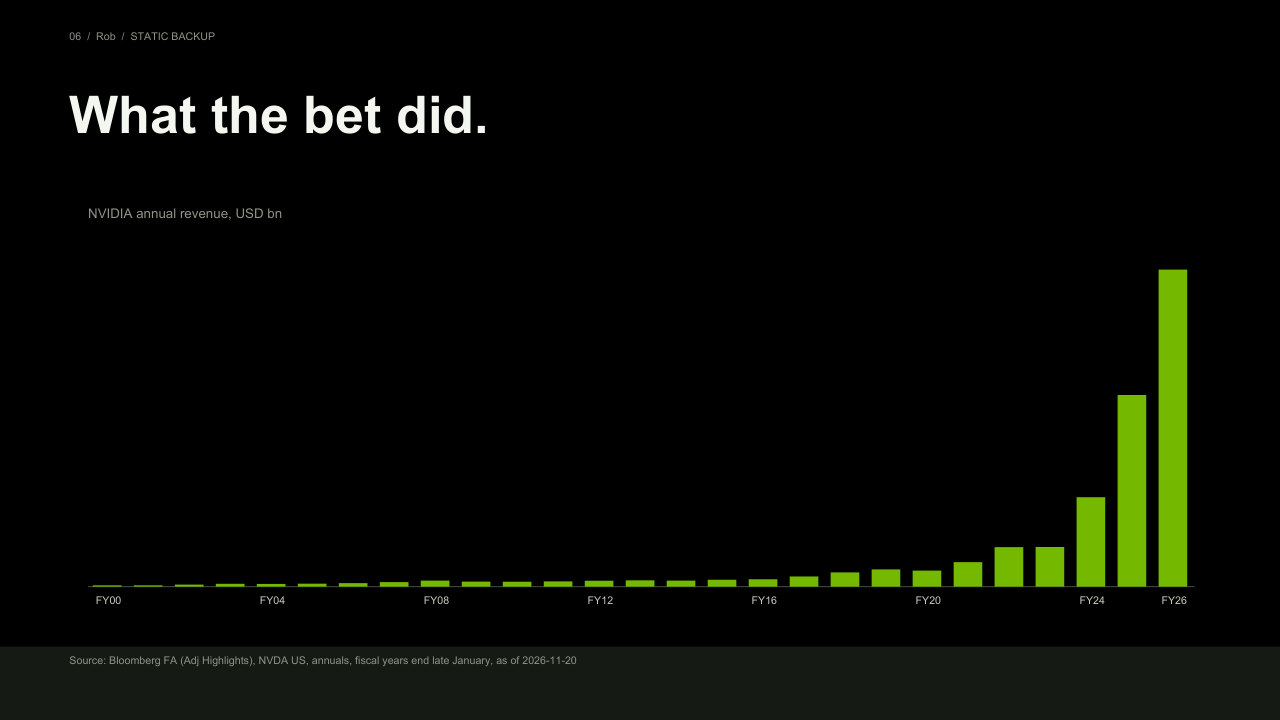 06 / Rob / STATIC BACKUP
What the bet did.
NVIDIA annual revenue, USD bn
FY00 FY04 FY08 FY12 FY16 FY20 FY24 FY26
Source: Bloomberg FA (Adj Highlights), NVDA US, annuals, fiscal years end late January, as of 2026-11-20